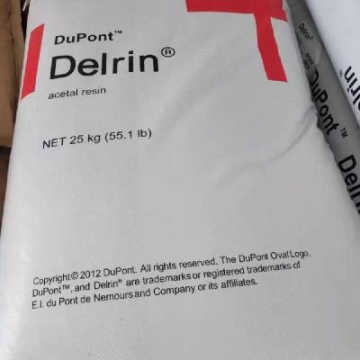 DuPont™
Delrin®
acetal resin
NET 25 kg (55.1 lb)
Copyright © 2012 DuPont. All rights reserved. The DuPont Oval Logo,
DuPont™, and Delrin® are trademarks or registered trademarks of
E.I. du Pont de Nemours and Company or its affiliates.
DuPont™
Delrin